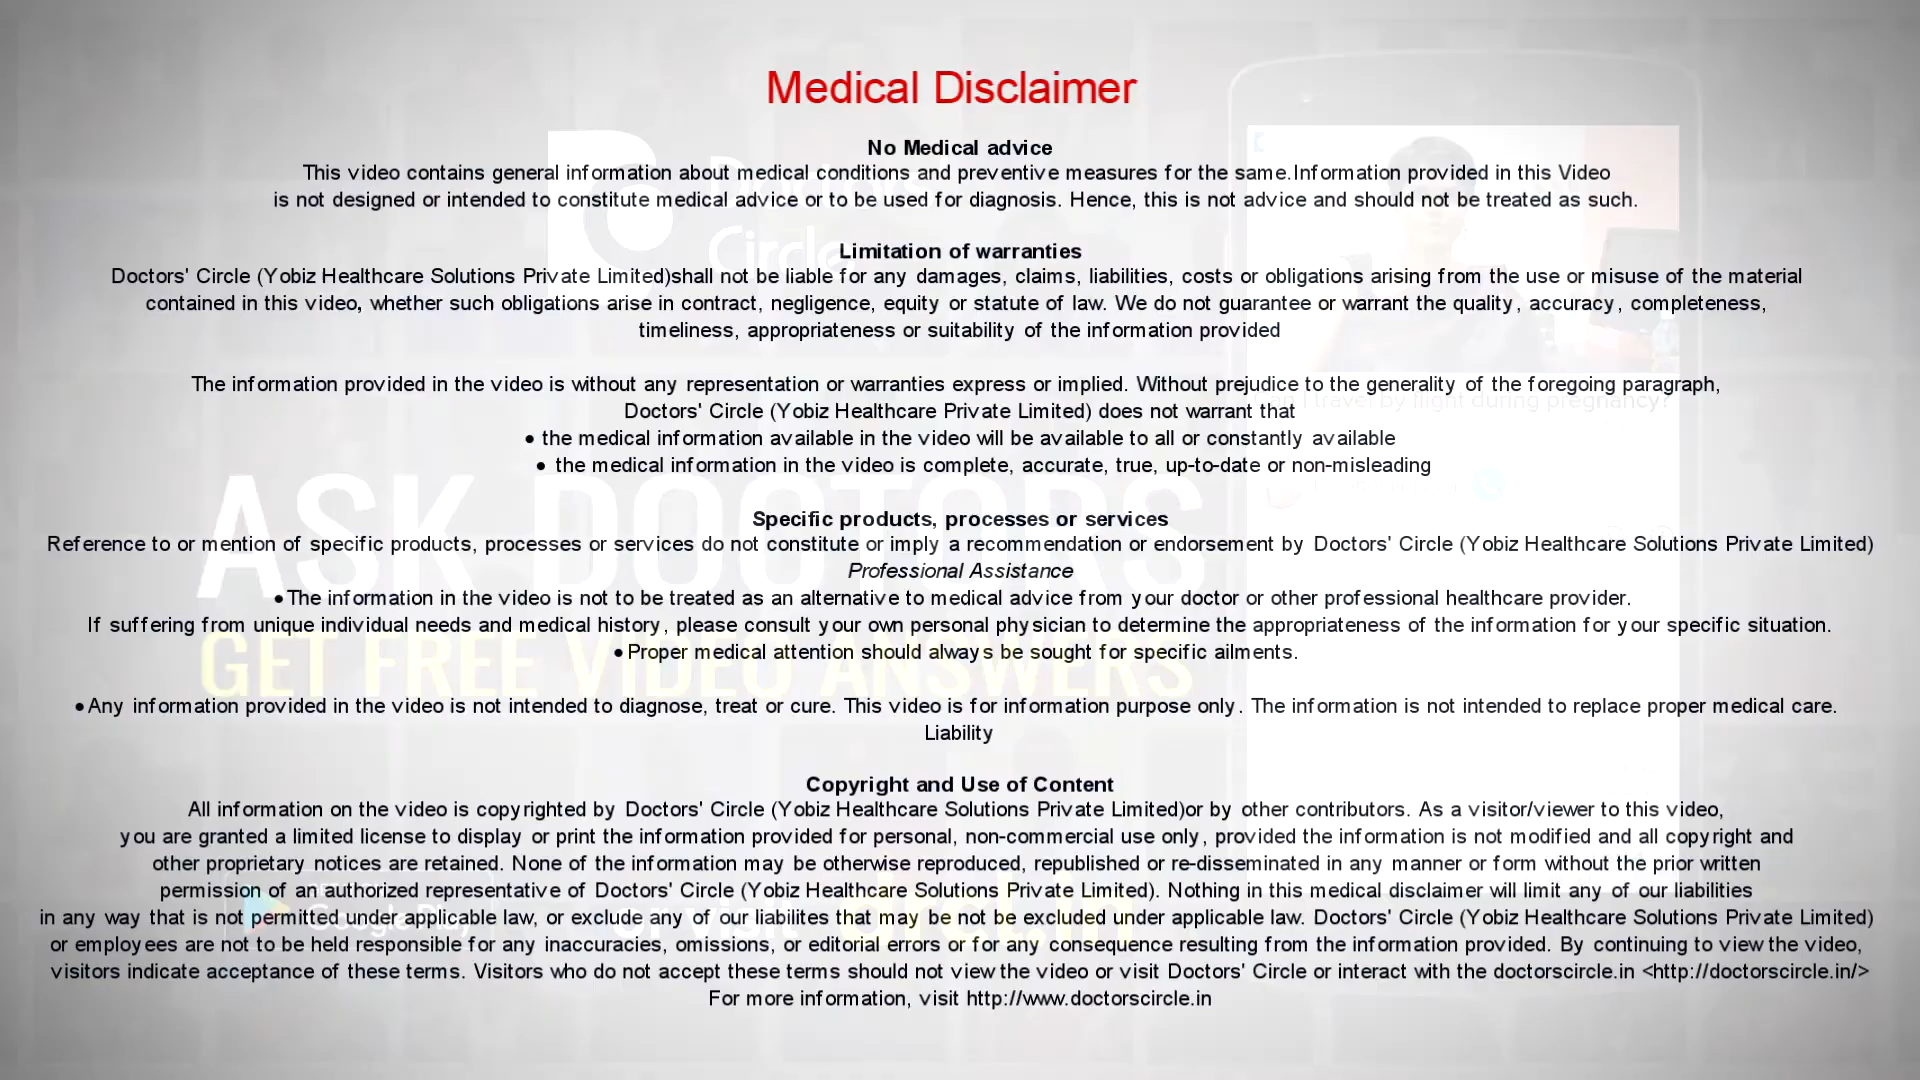 Medical Disclaimer
No Medical advice
This video contains general information about medical conditions and preventive measures for the same.Information provided in this Video
is not designed or intended to constitute medical advice or to be used for diagnosis. Hence, this is not advice and should not be treated as such.
Limitation of warranties
Doctors' Circle (Yobiz Healthcare Solutions Private Limited)shall not be liable for any damages, claims, liabilities, costs or obligations arising from the use or misuse of the material
contained in this video, whether such obligations arise in contract, negligence, equity or statute of law. We do not guarantee or warrant the quality, accuracy, completeness,
timeliness, appropriateness or suitability of the information provided
The information provided in the video is without any representation or warranties express or implied. Without prejudice to the generality of the foregoing paragraph,
Doctors' Circle (Yobiz Healthcare Private Limited) does not warrant that
• the medical information available in the video will be available to all or constantly available
• the medical information in the video is complete, accurate, true, up-to-date or non-misleading
Specific products, processes or services
Reference to or mention of specific products, processes or services do not constitute or imply a recommendation or endorsement by Doctors' Circle (Yobiz Healthcare Solutions Private Limited)
Professional Assistance
•The information in the video is not to be treated as an alternative to medical advice from your doctor or other professional healthcare provider.
If suffering from unique individual needs and medical history, please consult your own personal physician to determine the appropriateness of the information for your specific situation.
•Proper medical attention should always be sought for specific ailments.
•Any information provided in the video is not intended to diagnose, treat or cure. This video is for information purpose only. The information is not intended to replace proper medical care.
Liability
Copyright and Use of Content
All information on the video is copyrighted by Doctors' Circle (Yobiz Healthcare Solutions Private Limited)or by other contributors. As a visitor/viewer to this video,
you are granted a limited license to display or print the information provided for personal, non-commercial use only, provided the information is not modified and all copyright and
other proprietary notices are retained. None of the information may be otherwise reproduced, republished or re-disseminated in any manner or form without the prior written
permission of an authorized representative of Doctors' Circle (Yobiz Healthcare Solutions Private Limited). Nothing in this medical disclaimer will limit any of our liabilities
in any way that is not permitted under applicable law, or exclude any of our liabilites that may be not be excluded under applicable law. Doctors' Circle (Yobiz Healthcare Solutions Private Limited)
or employees are not to be held responsible for any inaccuracies, omissions, or editorial errors or for any consequence resulting from the information provided. By continuing to view the video,
visitors indicate acceptance of these terms. Visitors who do not accept these terms should not view the video or visit Doctors' Circle or interact with the doctorscircle.in <http://doctorscircle.in/>
For more information, visit http://www.doctorscircle.in
Doctors
Circle
Can I travel by flight during pregnancy?
ASK DOCTORS
GET FREE VIDEO ANSWERS
Google Play
or visit drcl.in